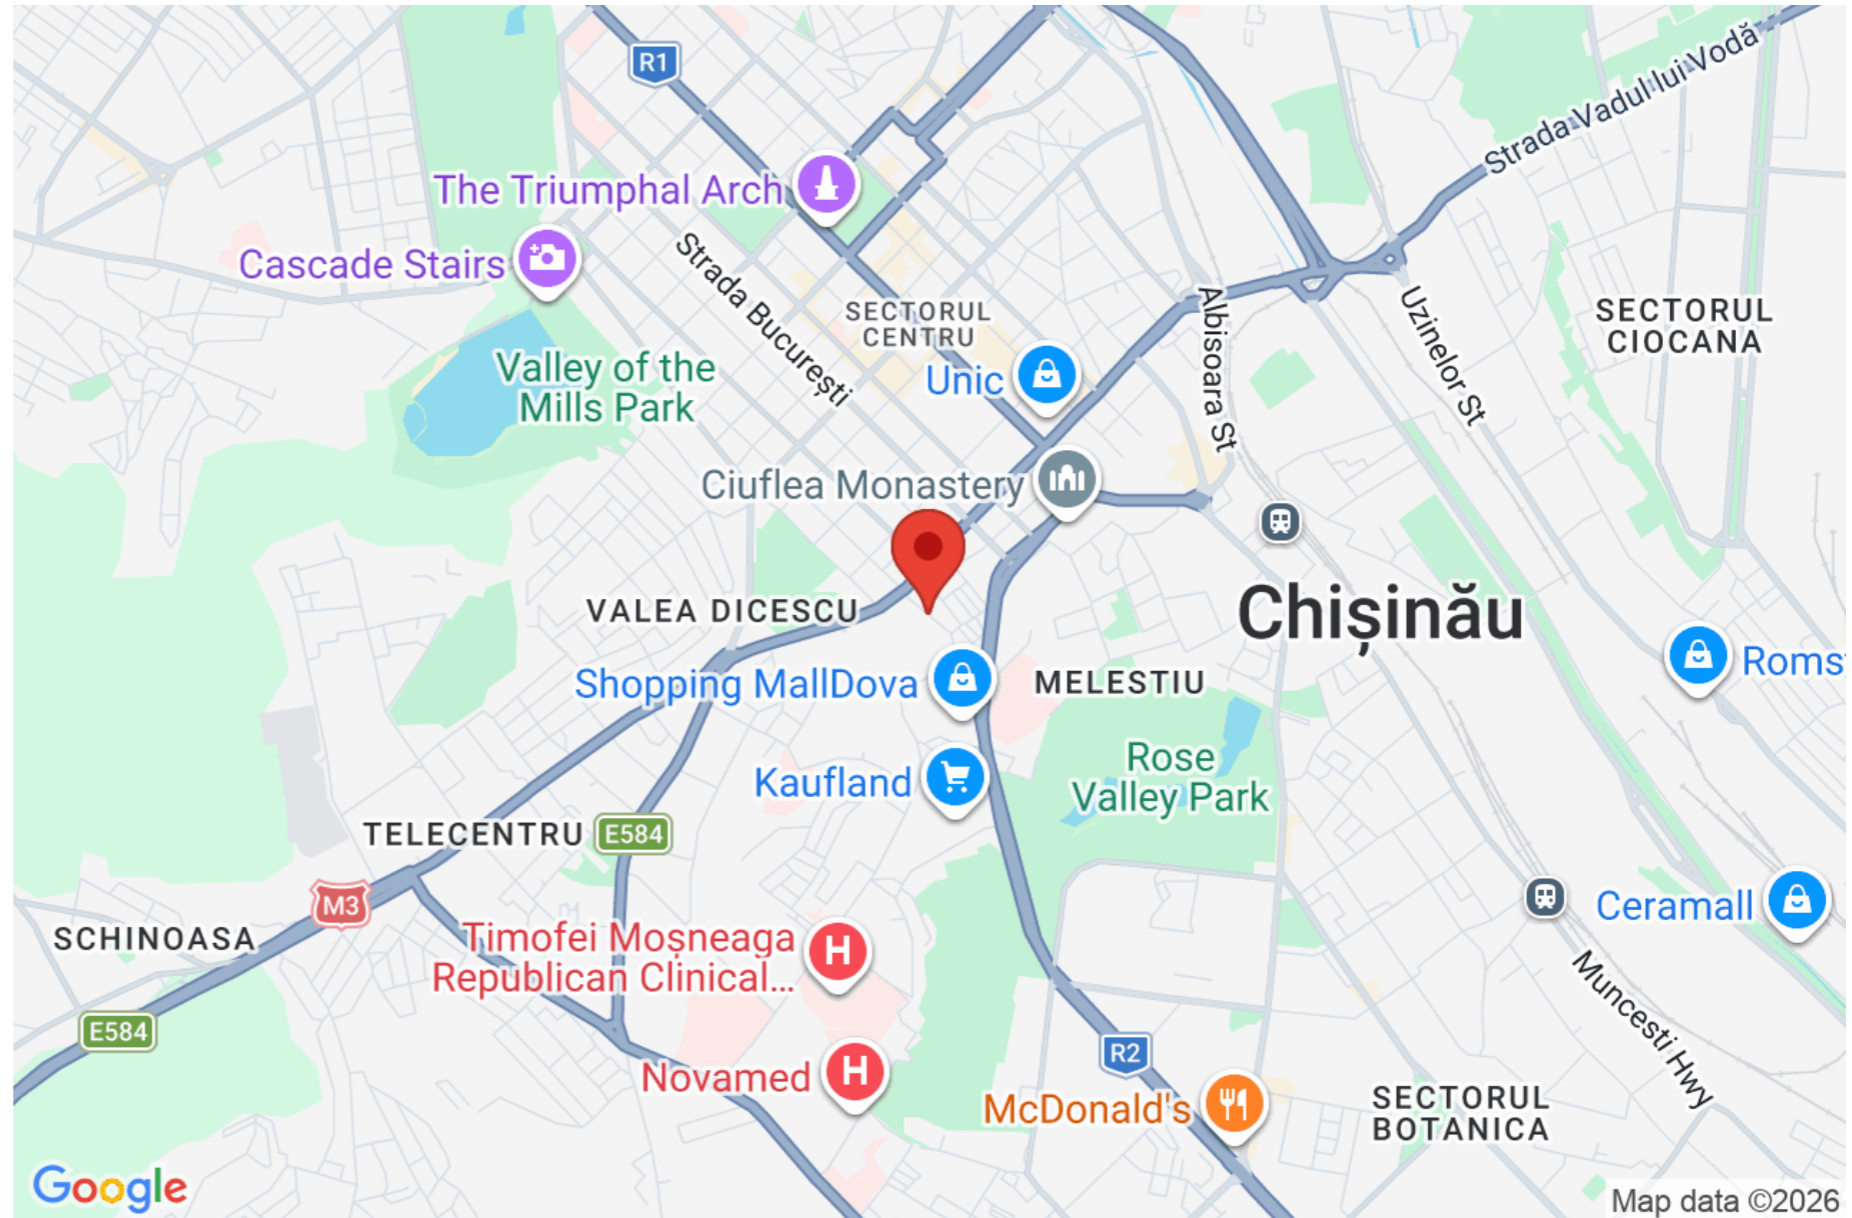 R1
Strada Vadul lui Vodă
The Triumphal Arch
Cascade Stairs
Strada București
SECTORUL
CENTRU
Albisoara St
Uzinelor St
SECTORUL
CIOCANA
Valley of the
Mills Park
Unic
Ciuflea Monastery
Chișinău
VALEA DICESCU
Shopping MallDova
MELESTIU
Roms
Rose
Valley Park
Kaufland
TELECENTRU
E584
M3
Ceramall
SCHINOASA
Timofei Moșneaga
Republican Clinical...
H
Muncesti Hwy
E584
R2
Novamed
H
McDonald's
SECTORUL
BOTANICA
Google
Map data ©2026